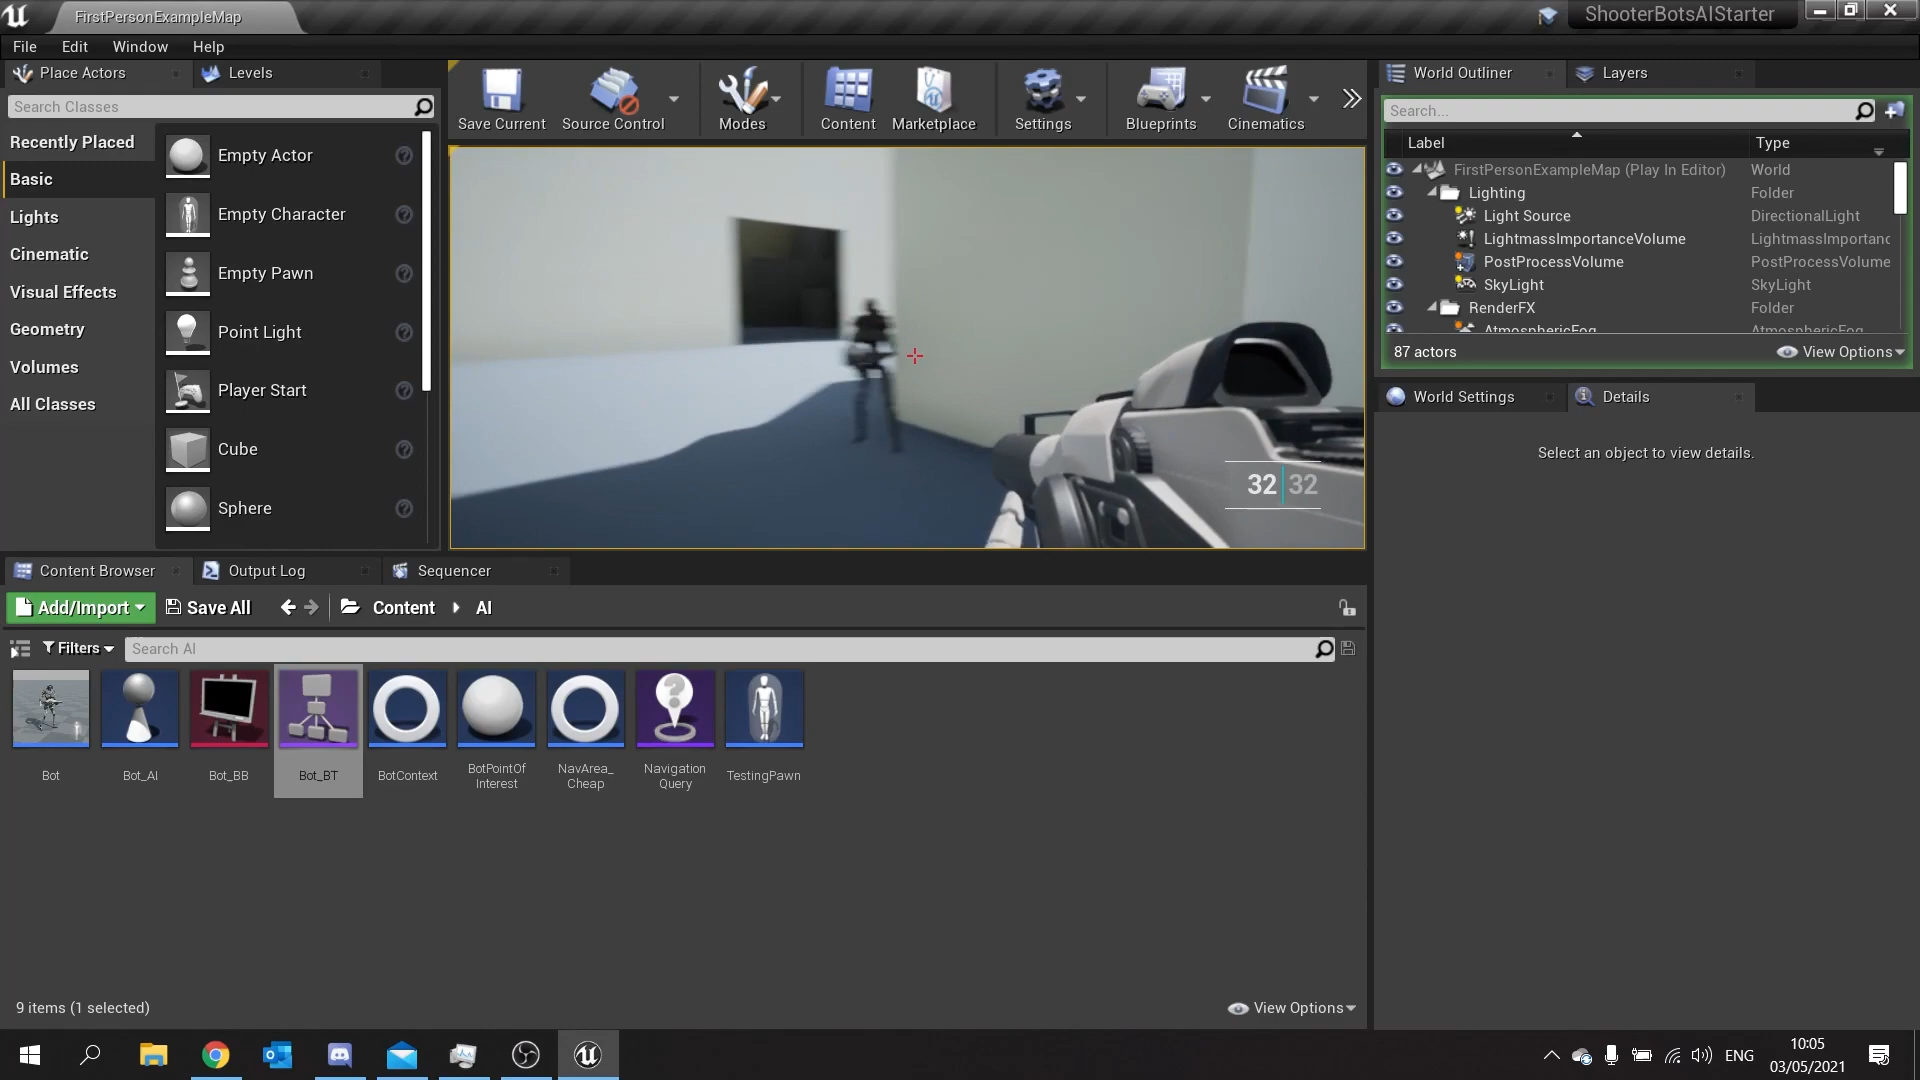 FirstPersonExampleMap
ShooterBotsAIStarter
File Edit Window Help
Place Actors
Levels
Search Classes
Recently Placed
Basic
Lights
Cinematic
Visual Effects
Geometry
Volumes
All Classes
Empty Actor
Empty Character
Empty Pawn
Point Light
Player Start
Cube
Sphere
Save Current
Source Control
Modes
Content
Marketplace
Settings
Blueprints
Cinematics
32 32
World Outliner
Layers
Search...
Label Type
FirstPersonExampleMap (Play In Editor) World
Lighting Folder
Light Source DirectionalLight
LightmassImportanceVolume LightmassImportanc
PostProcessVolume PostProcessVolume
SkyLight SkyLight
RenderFX Folder
AtmosphericFog AtmosphericFog
87 actors
View Options
World Settings
Details
Select an object to view details.
Content Browser
Output Log
Sequencer
Add/Import
Save All
Content AI
Filters
Search AI
Bot
Bot_AI
Bot_BB
Bot_BT
BotContext
BotPointOf
Interest
NavArea_
Cheap
Navigation
Query
TestingPawn
9 items (1 selected)
View Options
ENG
10:05
03/05/2021